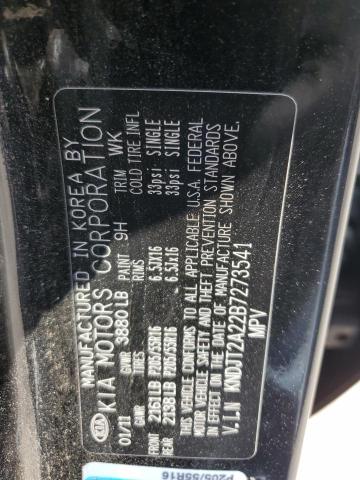 MANUFACTURED IN KOREA BY
KIA
KIA MOTORS CORPORATION
01/11 GVWR 3880LB PAINT 9H TRIM WK
GAWR RIMS COLD TIRE INFL
FRONT 2161LB P205/55R16 6.5JX16 33psi SINGLE
REAR 2138LB P205/55R16 6.5JX16 33psi SINGLE
THIS VEHICLE CONFORMS TO ALL APPLICABLE U.S.A. FEDERAL
MOTOR VEHICLE SAFETY AND THEFT PREVENTION STANDARDS
IN EFFECT ON THE DATE OF MANUFACTURE SHOWN ABOVE.
V.I.N KNDJT2A22B7273541
MPV
P205/55R16